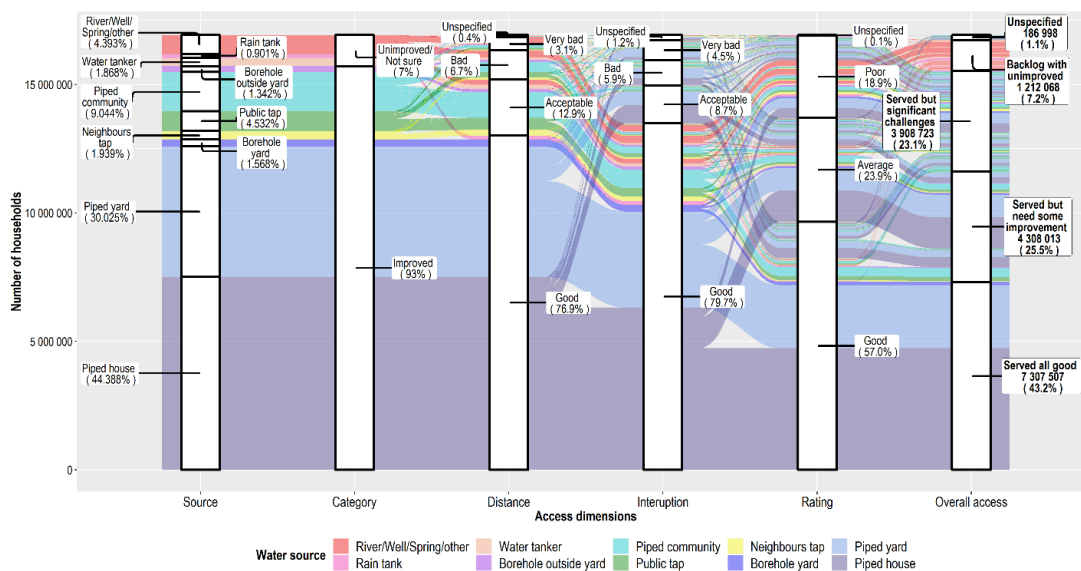 River/Well/
Spring/other
( 4.393% )
Rain tank
( 0.901% )
Water tanker
( 1.868% )
Borehole
outside yard
( 1.342% )
Piped
community
( 9.044% )
Public tap
( 4.532% )
Neighbours
tap
( 1.939% )
Borehole
yard
( 1.568% )
Piped yard
( 30.025% )
Piped house
( 44.388% )
Unimproved/
Not sure
( 7% )
Improved
( 93% )
Unspecified
( 0.4% )
Very bad
( 3.1% )
Bad
( 6.7% )
Acceptable
( 12.9% )
Good
( 76.9% )
Unspecified
( 1.2% )
Very bad
( 4.5% )
Bad
( 5.9% )
Acceptable
( 8.7% )
Good
( 79.7% )
Unspecified
( 0.1% )
Poor
( 18.9% )
Average
( 23.9% )
Good
( 57.0% )
Unspecified
186 998
( 1.1% )
Backlog with
unimproved
1 212 068
( 7.2% )
Served but
significant
challenges
3 908 723
( 23.1% )
Served but
need some
improvement
4 308 013
( 25.5% )
Served all good
7 307 507
( 43.2% )
Number of households
15 000 000
10 000 000
5 000 000
0
Source
Category
Distance
Interuption
Rating
Overall access
Access dimensions
Water source
River/Well/Spring/other
Water tanker
Piped community
Neighbours tap
Piped yard
Rain tank
Borehole outside yard
Public tap
Borehole yard
Piped house